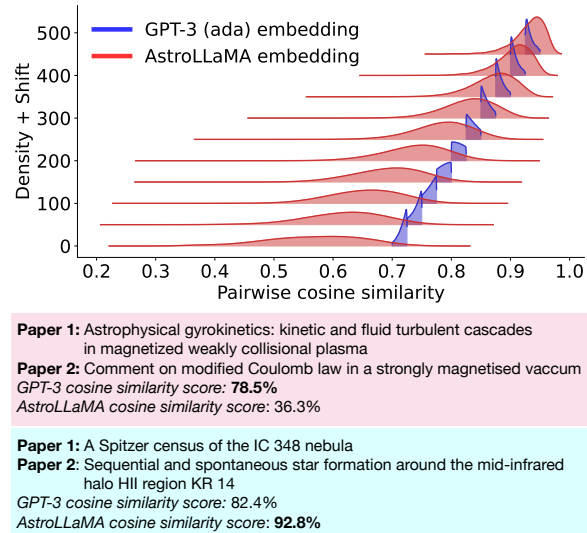 GPT-3 (ada) embedding
AstroLLaMA embedding
Density + Shift
500
400
300
200
100
0
0.2 0.3 0.4 0.5 0.6 0.7 0.8 0.9 1.0
Pairwise cosine similarity
Paper 1: Astrophysical gyrokinetics: kinetic and fluid turbulent cascades
in magnetized weakly collisional plasma
Paper 2: Comment on modified Coulomb law in a strongly magnetised vaccum
GPT-3 cosine similarity score: 78.5%
AstroLLaMA cosine similarity score: 36.3%
Paper 1: A Spitzer census of the IC 348 nebula
Paper 2: Sequential and spontaneous star formation around the mid-infrared
halo HII region KR 14
GPT-3 cosine similarity score: 82.4%
AstroLLaMA cosine similarity score: 92.8%